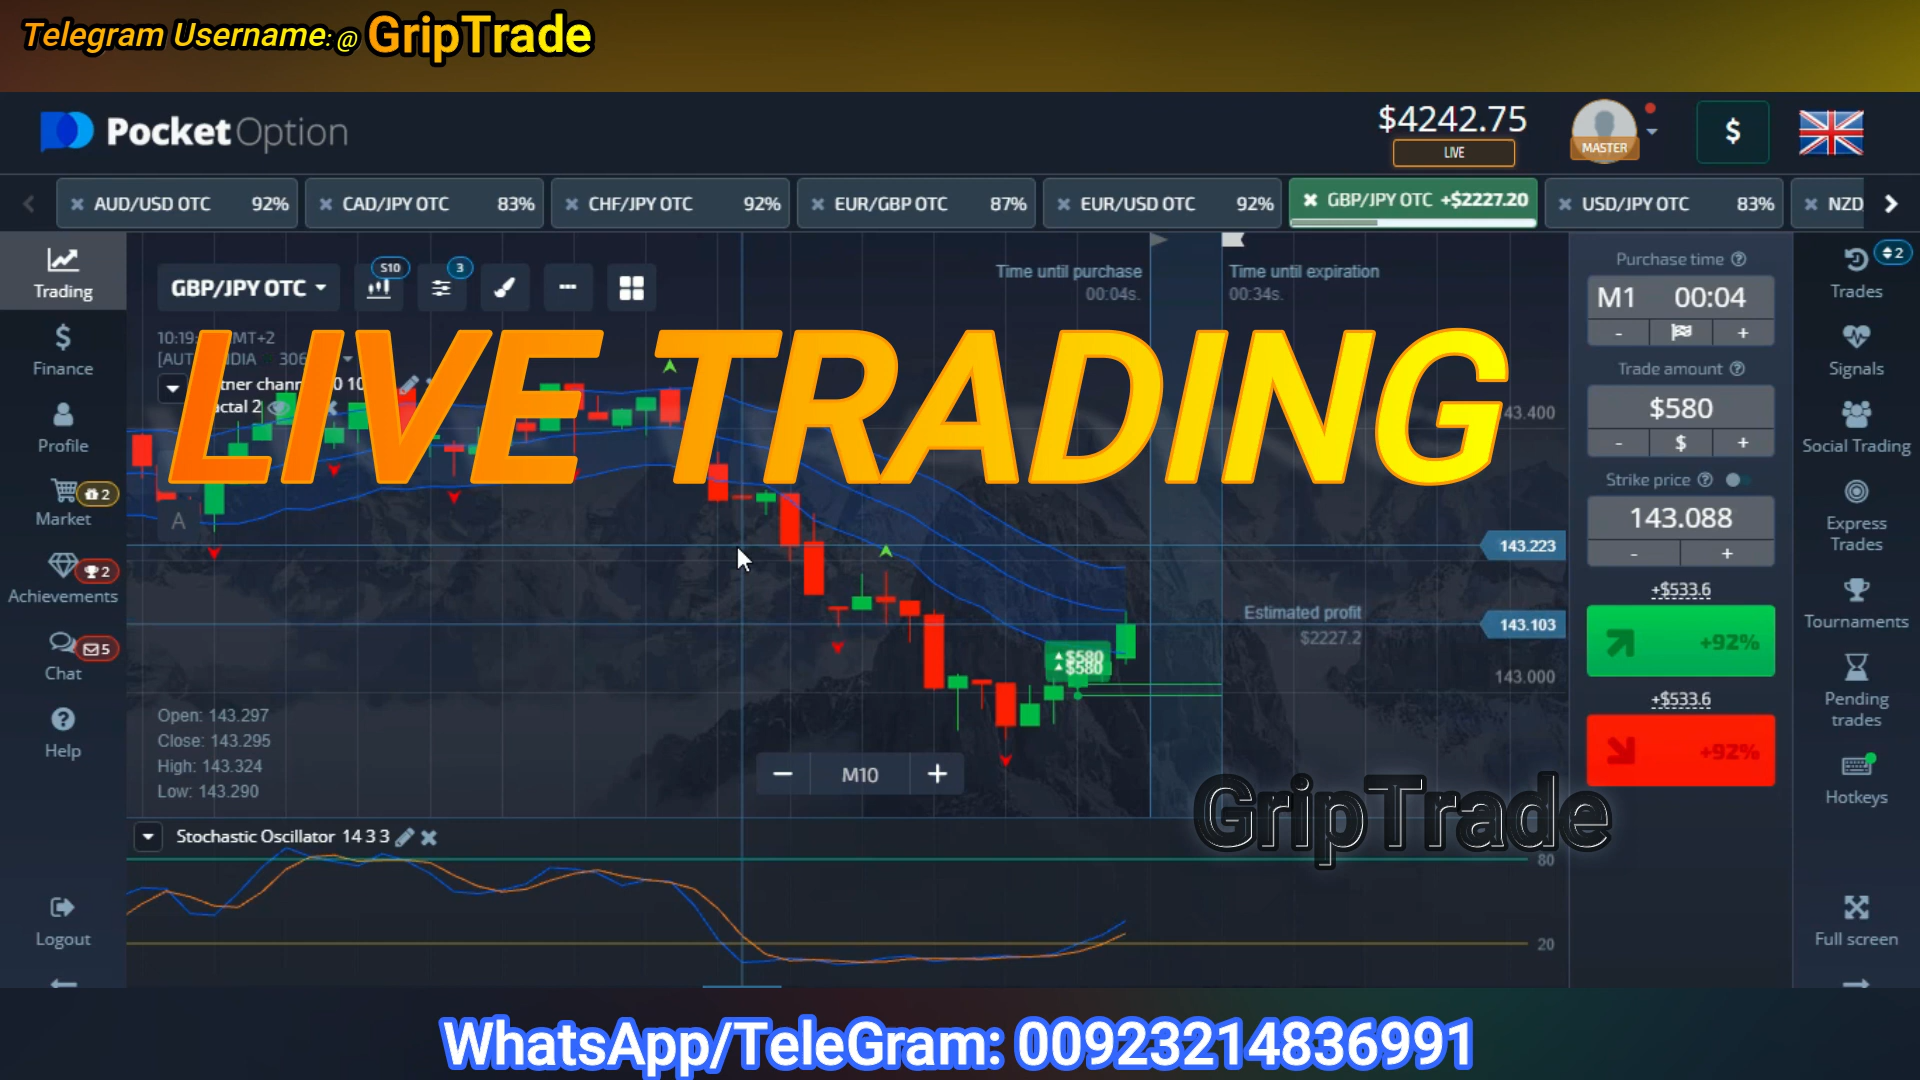 Telegram Username: @ GripTrade
PocketOption
$4242.75
LIVE
MASTER
$
AUD/USD OTC 92%
CAD/JPY OTC 83%
CHF/JPY OTC 92%
EUR/GBP OTC 87%
EUR/USD OTC 92%
GBP/JPY OTC +$2227.20
USD/JPY OTC 83%
NZD
Trading
Finance
Profile
Market
2
Achievements
2
Chat
5
Help
Logout
GBP/JPY OTC
S10
3
Time until purchase
00:04s.
Time until expiration
00:34s.
LIVE TRADING
A
143.400
143.223
143.103
143.000
Estimated profit
$2227.2
$580
$580
Open: 143.297
Close: 143.295
High: 143.324
Low: 143.290
M10
GripTrade
Stochastic Oscillator 14 3 3
80
20
Purchase time
M1 00:04
- +
Trade amount
$580
- $ +
Strike price
143.088
- +
+$533.6
+92%
+$533.6
+92%
2
Trades
Signals
Social Trading
Express
Trades
Tournaments
Pending
trades
Hotkeys
Full screen
WhatsApp/TeleGram: 00923214836991